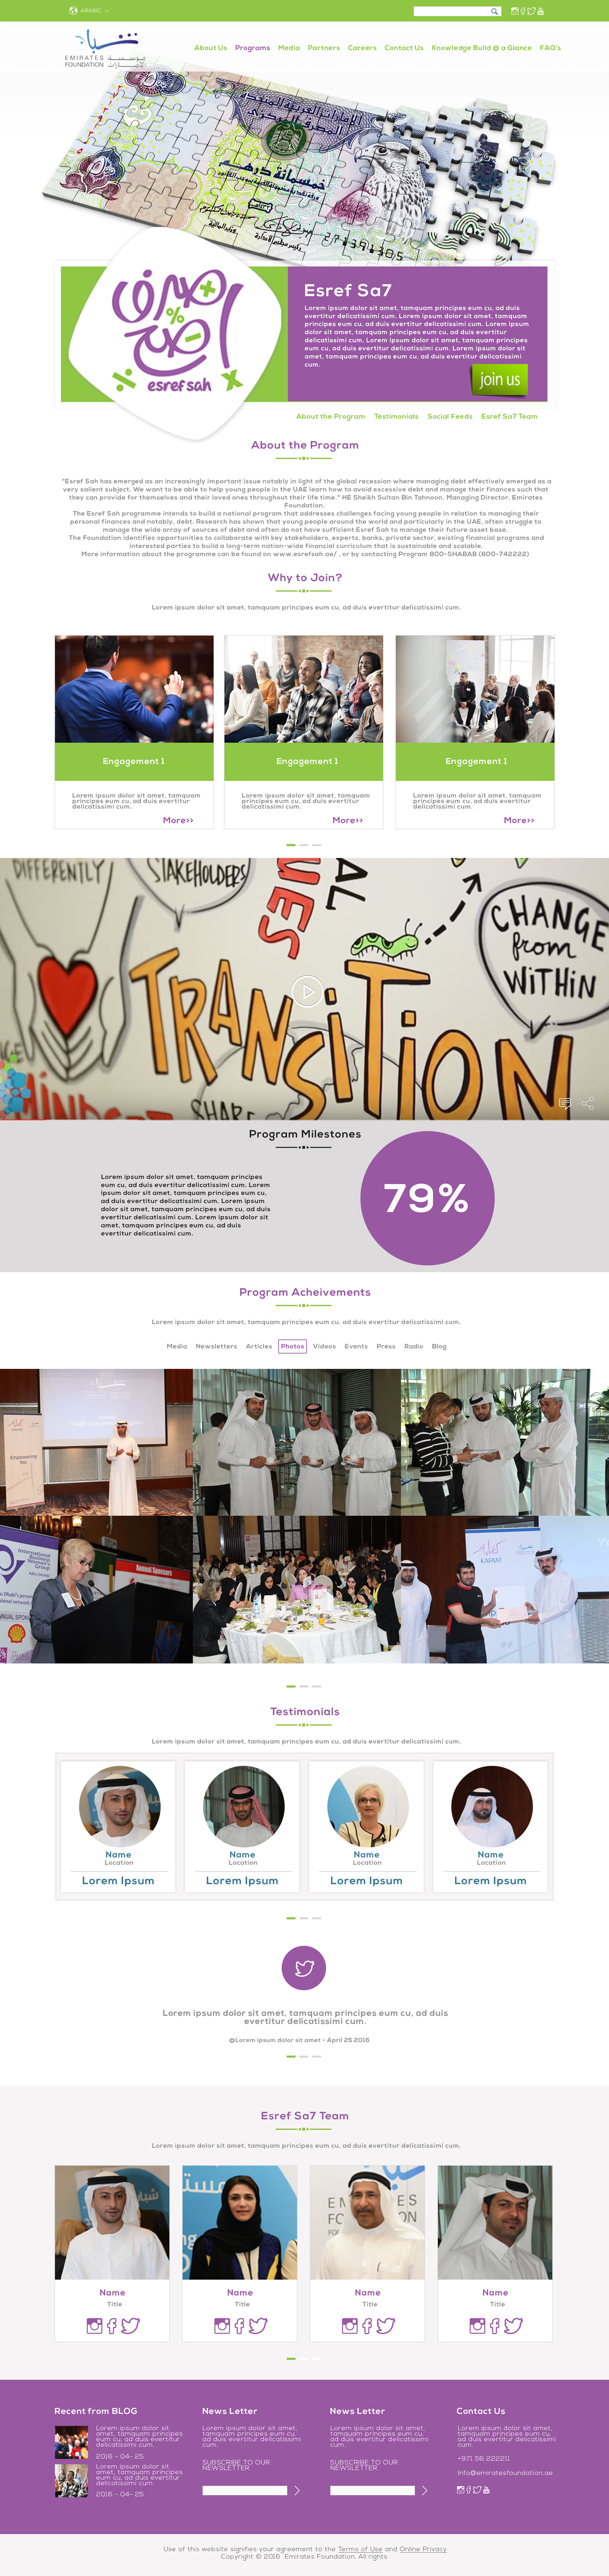 ARABIC
EMIRATES
FOUNDATION
مؤسسة
الإمارات
About Us Programs Media Partners Careers Contact Us Knowledge Build @ a Glance FAQ's
مصرف الإمارات العربية المتحدة المركزي
خمسمائة درهم
271391305
اصرف
صح
esref sah
Esref Sa7
Lorem ipsum dolor sit amet, tamquam principes eum cu, ad duis
evertitur delicatissimi cum. Lorem ipsum dolor sit amet, tamquam
principes eum cu, ad duis evertitur delicatissimi cum. Lorem ipsum
dolor sit amet, tamquam principes eum cu, ad duis evertitur
delicatissimi cum. Lorem ipsum dolor sit amet, tamquam principes
eum cu, ad duis evertitur delicatissimi cum. Lorem ipsum dolor sit
amet, tamquam principes eum cu, ad duis evertitur delicatissimi
cum.
join us
About the Program Testimonials Social Feeds Esref Sa7 Team
About the Program
"Esref Sah has emerged as an increasingly important issue notably in light of the global recession where managing debt effectively emerged as a
very salient subject. We want to be able to help young people in the UAE learn how to avoid excessive debt and manage their finances such that
they can provide for themselves and their loved ones throughout their life time." HE Sheikh Sultan Bin Tahnoon. Managing Director, Emirates
Foundation.
The Esref Sah programme intends to build a national program that addresses challenges facing young people in relation to managing their
personal finances and notably, debt. Research has shown that young people around the world and particularly in the UAE, often struggle to
manage the wide array of sources of debt and often do not have sufficient Esref Sah to manage their future asset base.
The Foundation identifies opportunities to collaborate with key stakeholders, experts, banks, private sector, existing financial programs and
interested parties to build a long-term nation-wide financial curriculum that is sustainable and scalable.
More information about the programme can be found on www.esrefsah.ae/ , or by contacting Program 800-SHABAB (800-742222)
Why to Join?
Lorem ipsum dolor sit amet, tamquam principes eum cu, ad duis evertitur delicatissimi cum.
Engagement 1
Engagement 1
Engagement 1
Lorem ipsum dolor sit amet, tamquam
principes eum cu, ad duis evertitur
delicatissimi cum.
More>>
Lorem ipsum dolor sit amet, tamquam
principes eum cu, ad duis evertitur
delicatissimi cum.
More>>
Lorem ipsum dolor sit amet, tamquam
principes eum cu, ad duis evertitur
delicatissimi cum.
More>>
DIFFERENTLY
STAKEHOLDERS
AL
CHANGE
from
WITHIN
TRANSITION
SHARE
Program Milestones
Lorem ipsum dolor sit amet, tamquam principes
eum cu, ad duis evertitur delicatissimi cum. Lorem
ipsum dolor sit amet, tamquam principes eum cu,
ad duis evertitur delicatissimi cum. Lorem ipsum
dolor sit amet, tamquam principes eum cu, ad duis
evertitur delicatissimi cum. Lorem ipsum dolor sit
amet, tamquam principes eum cu, ad duis
evertitur delicatissimi cum.
79%
Program Acheivements
Lorem ipsum dolor sit amet, tamquam principes eum cu, ad duis evertitur delicatissimi cum.
Media Newsletters Articles Photos Videos Events Press Radio Blog
Empowering
You
International
Business
Women's
Group
ABU DHABI
Annual Sponsors
KAFAAT
Testimonials
Lorem ipsum dolor sit amet, tamquam principes eum cu, ad duis evertitur delicatissimi cum.
Name
Location
Lorem Ipsum
Name
Location
Lorem Ipsum
Name
Location
Lorem Ipsum
Name
Location
Lorem Ipsum
Lorem ipsum dolor sit amet, tamquam principes eum cu, ad duis
evertitur delicatissimi cum.
@Lorem ipsum dolor sit amet - April 25 2016
Esref Sa7 Team
Lorem ipsum dolor sit amet, tamquam principes eum cu, ad duis evertitur delicatissimi cum.
Name
Title
Name
Title
Name
Title
Name
Title
Recent from BLOG
Lorem ipsum dolor sit
amet, tamquam principes
eum cu, ad duis evertitur
delicatissimi cum.
2016 - 04- 25
Lorem ipsum dolor sit
amet, tamquam principes
eum cu, ad duis evertitur
delicatissimi cum.
2016 - 04- 25
News Letter
Lorem ipsum dolor sit amet,
tamquam principes eum cu,
ad duis evertitur delicatissimi
cum.
SUBSCRIBE TO OUR
NEWSLETTER
News Letter
Lorem ipsum dolor sit amet,
tamquam principes eum cu,
ad duis evertitur delicatissimi
cum.
SUBSCRIBE TO OUR
NEWSLETTER
Contact Us
Lorem ipsum dolor sit amet,
tamquam principes eum cu,
ad duis evertitur delicatissimi
cum.
+971 56 222211
Info@emiratesfoundation.ae
Use of this website signifies your agreement to the Terms of Use and Online Privacy
Copyright © 2016 Emirates Foundation. All rights